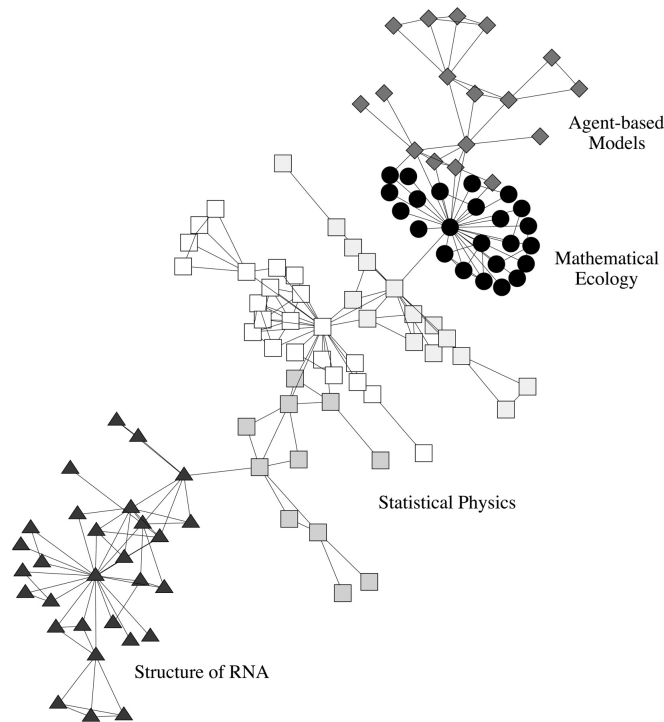 Agent-based
Models
Mathematical
Ecology
Statistical Physics
Structure of RNA